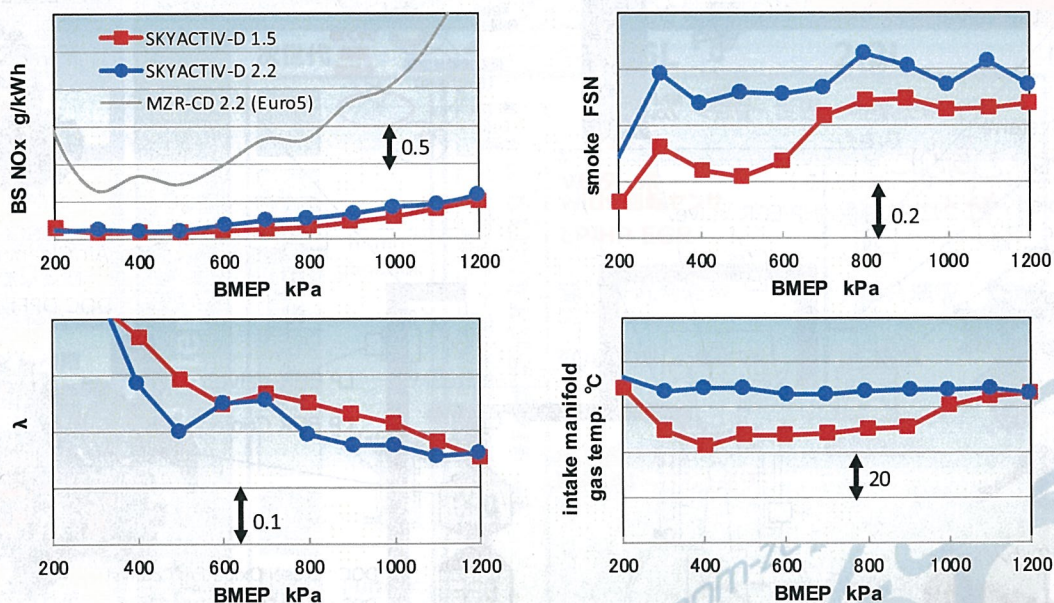 BS NOx g/kWh
SKYACTIV-D 1.5
SKYACTIV-D 2.2
MZR-CD 2.2 (Euro5)
0.5
200 400 600 800 1000 1200
BMEP kPa
smoke FSN
0.2
200 400 600 800 1000 1200
BMEP kPa
λ
0.1
200 400 600 800 1000 1200
BMEP kPa
intake manifold
gas temp. °C
20
200 400 600 800 1000 1200
BMEP kPa